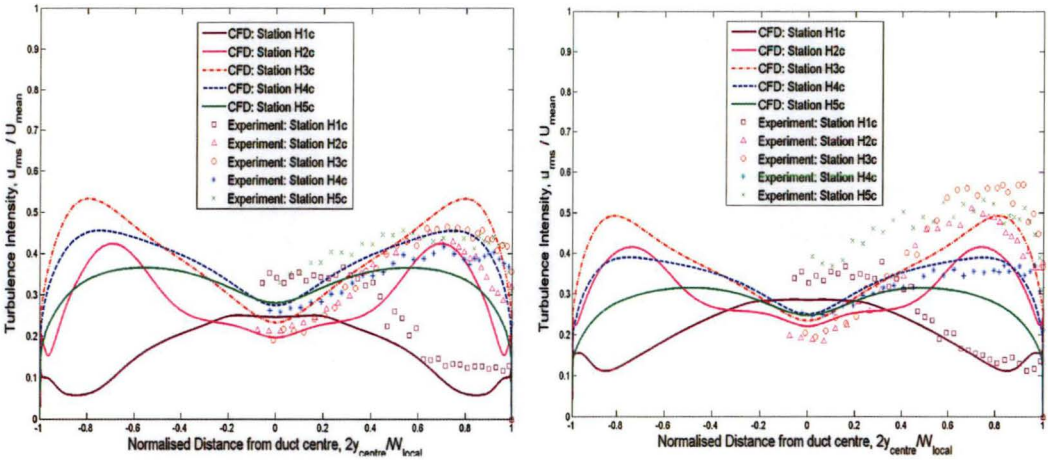 Turbulence Intensity, u_rms / U_mean
1
0.9
0.8
0.7
0.6
0.5
0.4
0.3
0.2
0.1
0
CFD: Station H1c
CFD: Station H2c
CFD: Station H3c
CFD: Station H4c
CFD: Station H5c
Experiment: Station H1c
Experiment: Station H2c
Experiment: Station H3c
Experiment: Station H4c
Experiment: Station H5c
-1 -0.8 -0.6 -0.4 -0.2 0 0.2 0.4 0.6 0.8 1
Normalised Distance from duct centre, 2y_centre/W_local
Turbulence Intensity, u_rms / U_mean
1
0.9
0.8
0.7
0.6
0.5
0.4
0.3
0.2
0.1
0
CFD: Station H1c
CFD: Station H2c
CFD: Station H3c
CFD: Station H4c
CFD: Station H5c
Experiment: Station H1c
Experiment: Station H2c
Experiment: Station H3c
Experiment: Station H4c
Experiment: Station H5c
-1 -0.8 -0.6 -0.4 -0.2 0 0.2 0.4 0.6 0.8 1
Normalised Distance from duct centre, 2y_centre/W_local